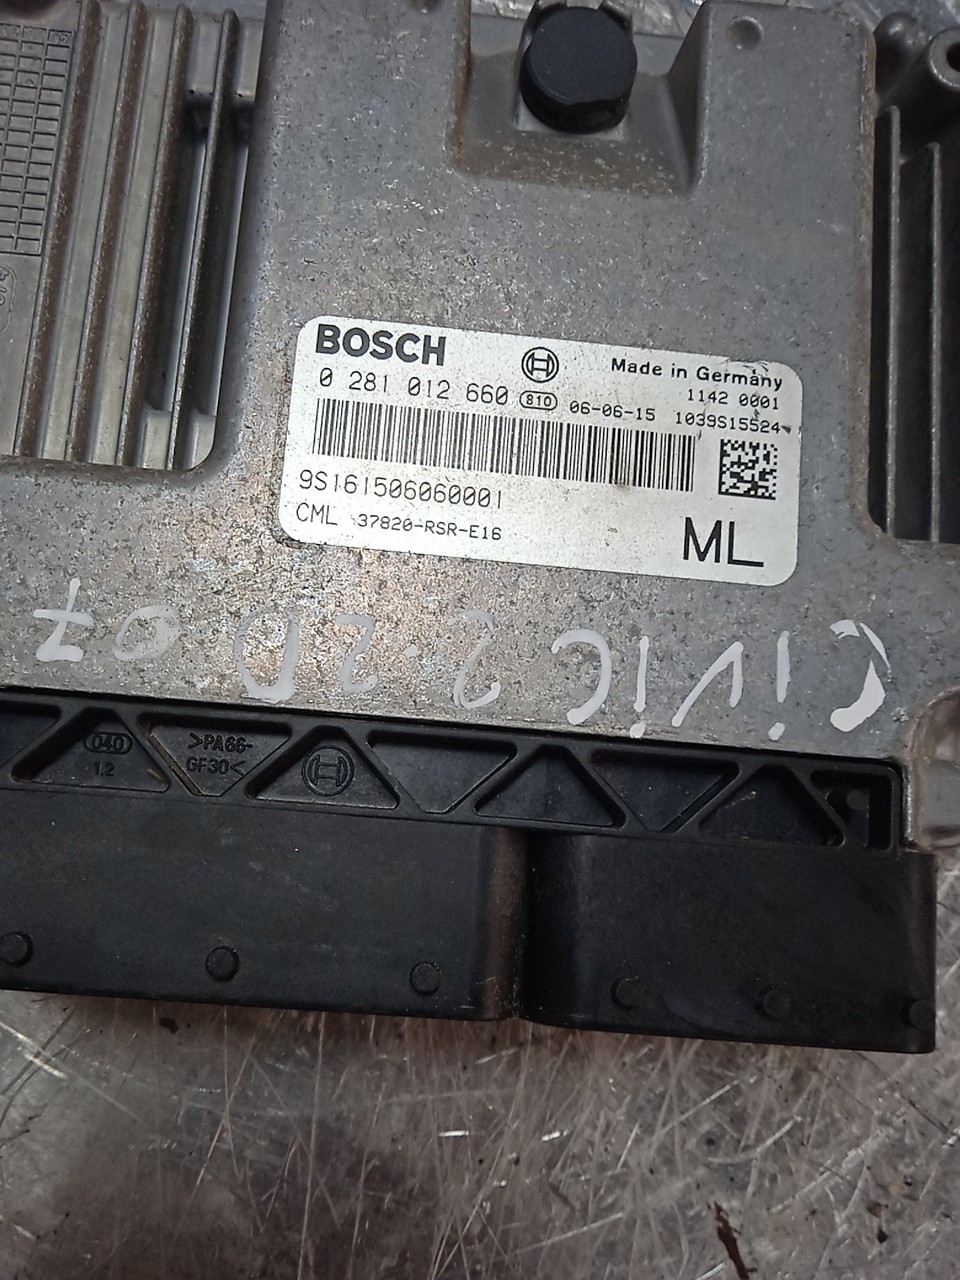 BOSCH
Made in Germany
0 281 012 660 810 06-06-15
1142 0001
1039S15524
9S161506060001
CML 37820-RSR-E16
ML
CiViC 2.2D 07
040
1.2
>PA66-
GF30<